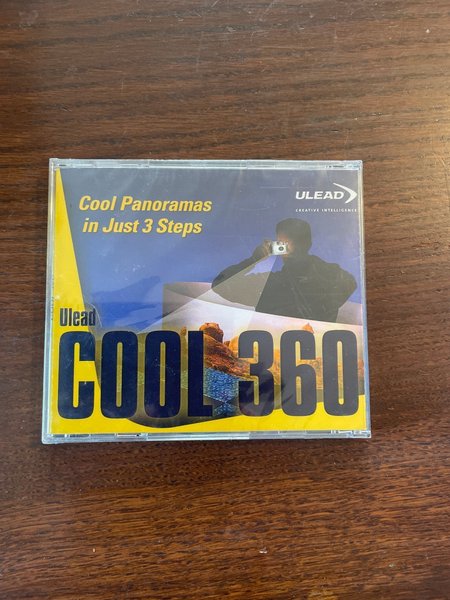 Cool Panoramas
in Just 3 Steps
ULEAD
CREATIVE INTELLIGENCE
Ulead
COOL 360